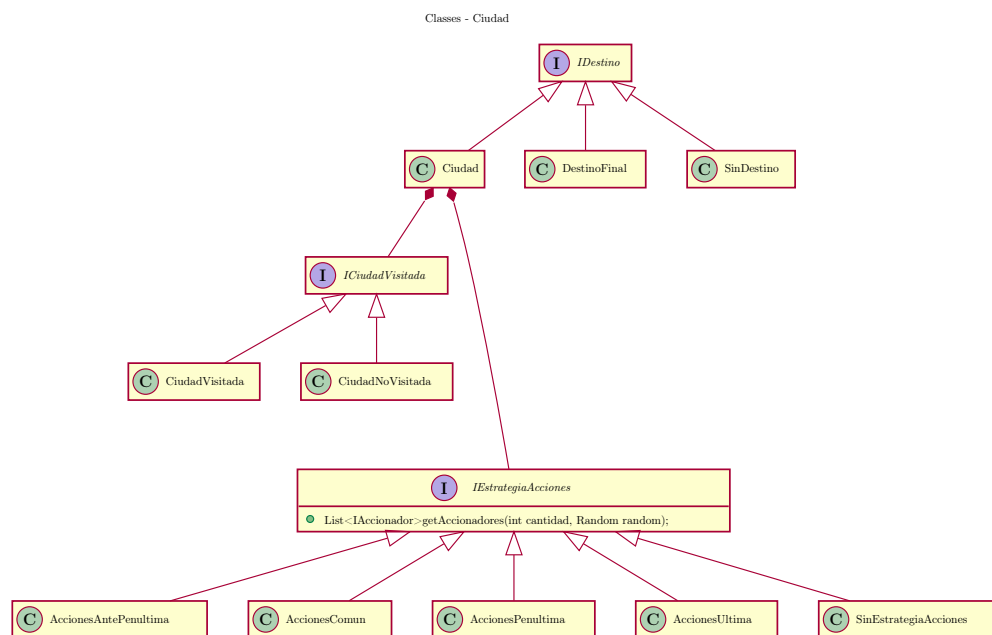 Classes - Ciudad
I IDestino
C Ciudad
C DestinoFinal
C SinDestino
I ICiudadVisitada
C CiudadVisitada
C CiudadNoVisitada
I IEstrategiaAcciones
List<IAccionador>getAccionadores(int cantidad, Random random);
C AccionesAntePenultima
C AccionesComun
C AccionesPenultima
C AccionesUltima
C SinEstrategiaAcciones